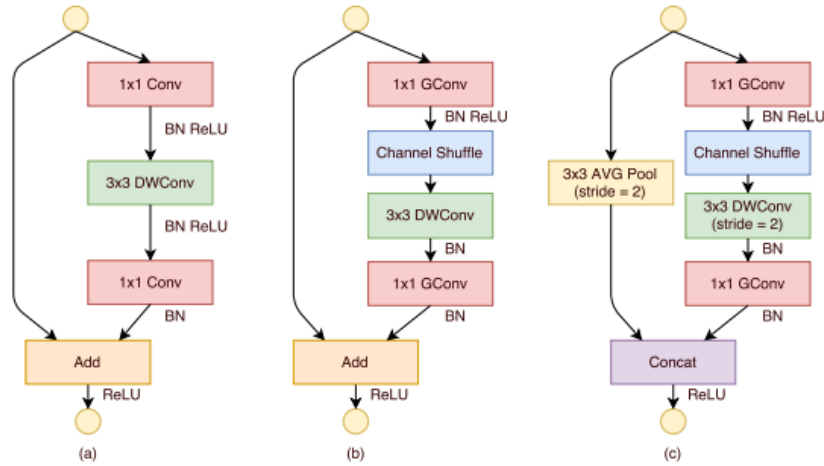 1x1 Conv
BN ReLU
3x3 DWConv
BN ReLU
1x1 Conv
BN
Add
ReLU
(a)
1x1 GConv
BN ReLU
Channel Shuffle
3x3 DWConv
BN
1x1 GConv
BN
Add
ReLU
(b)
1x1 GConv
BN ReLU
Channel Shuffle
3x3 AVG Pool
(stride = 2)
3x3 DWConv
(stride = 2)
BN
1x1 GConv
BN
Concat
ReLU
(c)